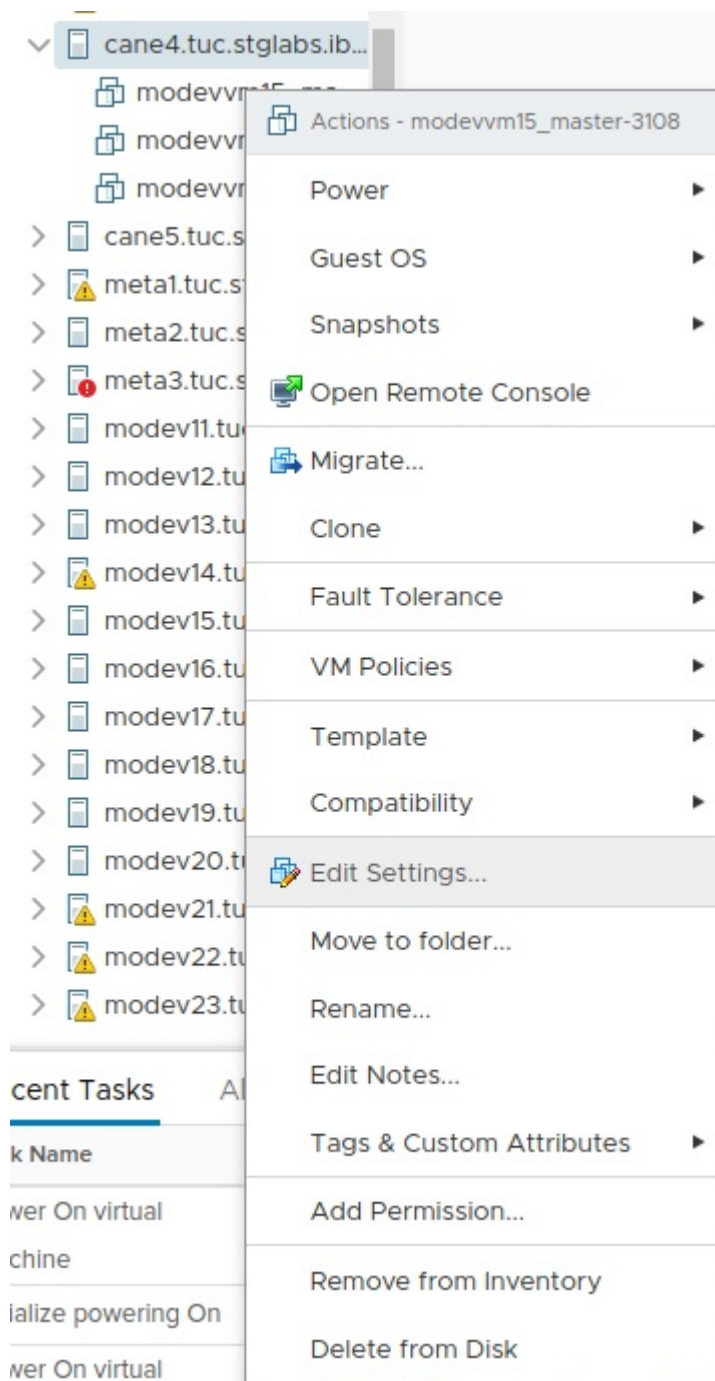 cane4.tuc.stglabs.ib...
modevvm15_ma...
Actions - modevvm15_master-3108
modevvm
modevvm
Power
cane5.tuc.s
Guest OS
meta1.tuc.s
Snapshots
meta2.tuc.s
meta3.tuc.s
Open Remote Console
modev11.tu
Migrate...
modev12.tu
modev13.tu
Clone
modev14.tu
Fault Tolerance
modev15.tu
modev16.tu
VM Policies
modev17.tu
Template
modev18.tu
modev19.tu
Compatibility
modev20.tu
Edit Settings...
modev21.tu
modev22.tu
Move to folder...
modev23.tu
Rename...
cent Tasks Al
Edit Notes...
k Name
Tags & Custom Attributes
wer On virtual
chine
Add Permission...
ialize powering On
Remove from Inventory
wer On virtual
Delete from Disk